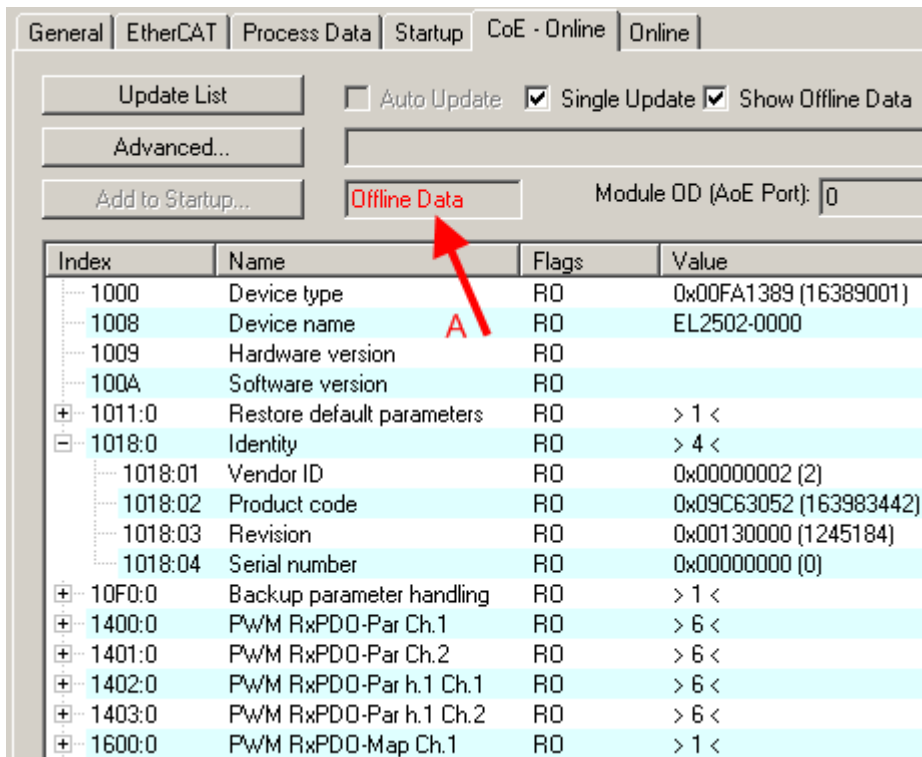 General EtherCAT Process Data Startup CoE - Online Online
Update List Auto Update Single Update Show Offline Data
Advanced...
Add to Startup... Offline Data Module OD (AoE Port): 0
Index Name Flags Value
1000 Device type RO 0x00FA1389 (16389001)
1008 Device name RO EL2502-0000
A
1009 Hardware version RO
100A Software version RO
1011:0 Restore default parameters RO > 1 <
1018:0 Identity RO > 4 <
1018:01 Vendor ID RO 0x00000002 (2)
1018:02 Product code RO 0x09C63052 (163983442)
1018:03 Revision RO 0x00130000 (1245184)
1018:04 Serial number RO 0x00000000 (0)
10F0:0 Backup parameter handling RO > 1 <
1400:0 PWM RxPDO-Par Ch.1 RO > 6 <
1401:0 PWM RxPDO-Par Ch.2 RO > 6 <
1402:0 PWM RxPDO-Par h.1 Ch.1 RO > 6 <
1403:0 PWM RxPDO-Par h.1 Ch.2 RO > 6 <
1600:0 PWM RxPDO-Map Ch.1 RO > 1 <